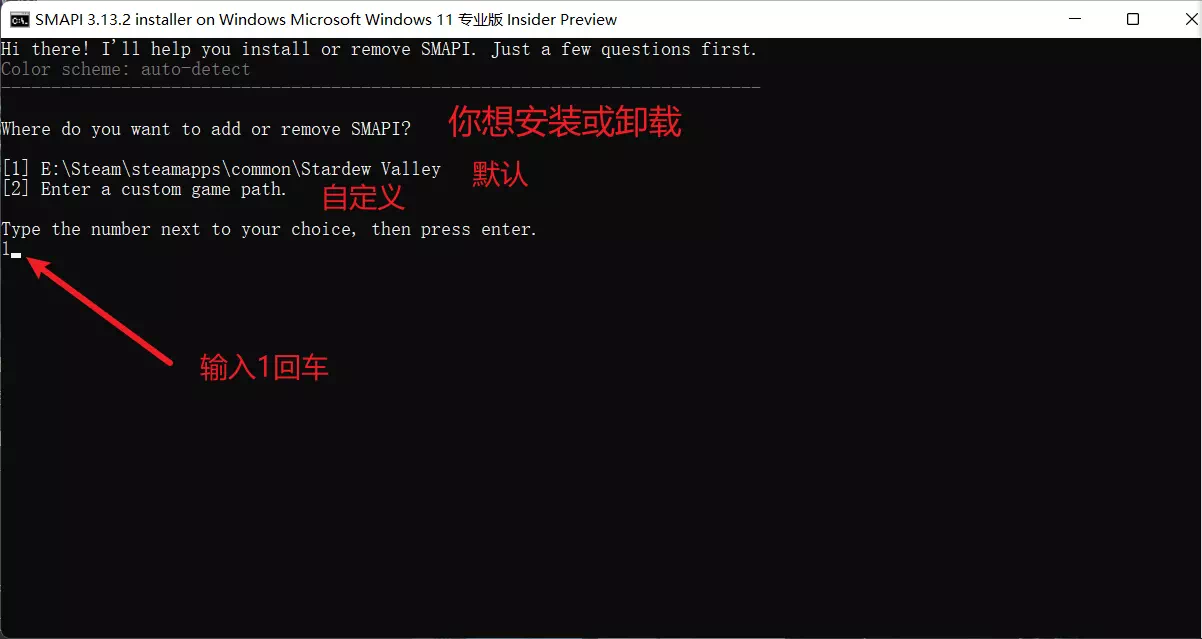 SMAPI 3.13.2 installer on Windows Microsoft Windows 11 专业版 Insider Preview
Hi there! I'll help you install or remove SMAPI. Just a few questions first.
Color scheme: auto-detect
----------------------------------------------------------------------------
Where do you want to add or remove SMAPI? 你想安装或卸载
[1] E:\Steam\steamapps\common\Stardew Valley 默认
[2] Enter a custom game path. 自定义
Type the number next to your choice, then press enter.
1
输入1回车